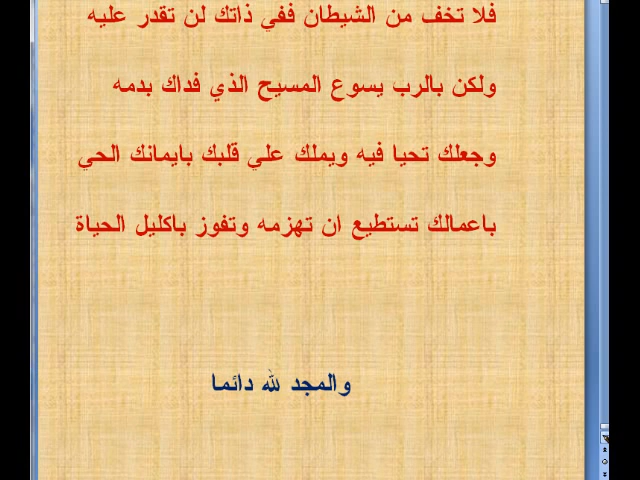 فلا تخف من الشيطان ففي ذاتك لن تقدر عليه
ولكن بالرب يسوع المسيح الذي فداك بدمه
وجعلك تحيا فيه ويملك علي قلبك بايمانك الحي
باعمالك تستطيع ان تهزمه وتفوز باكليل الحياة
والمجد لله دائما